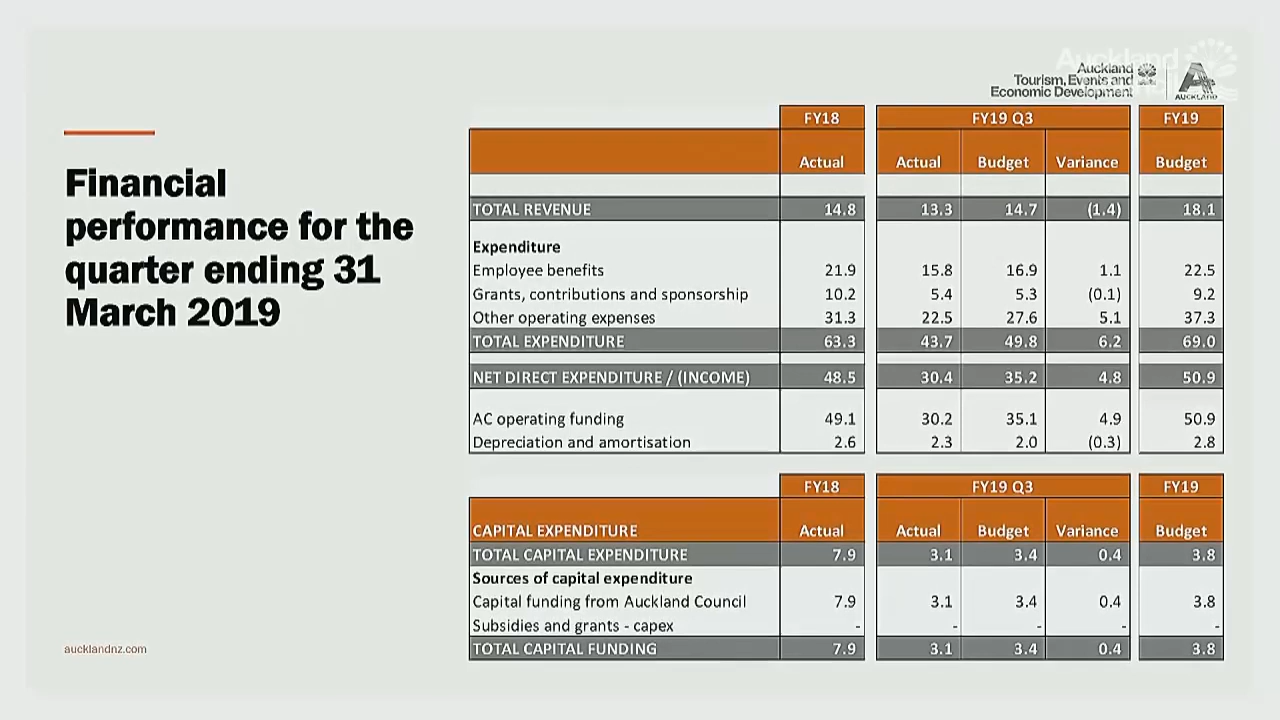 Auckland
Auckland
Tourism, Events and
Economic Development
AUCKLAND
Financial
performance for the
quarter ending 31
March 2019
FY18 FY19 Q3 FY19
Actual Actual Budget Variance Budget
TOTAL REVENUE 14.8 13.3 14.7 (1.4) 18.1
Expenditure
Employee benefits 21.9 15.8 16.9 1.1 22.5
Grants, contributions and sponsorship 10.2 5.4 5.3 (0.1) 9.2
Other operating expenses 31.3 22.5 27.6 5.1 37.3
TOTAL EXPENDITURE 63.3 43.7 49.8 6.2 69.0
NET DIRECT EXPENDITURE / (INCOME) 48.5 30.4 35.2 4.8 50.9
AC operating funding 49.1 30.2 35.1 4.9 50.9
Depreciation and amortisation 2.6 2.3 2.0 (0.3) 2.8
FY18 FY19 Q3 FY19
CAPITAL EXPENDITURE Actual Actual Budget Variance Budget
TOTAL CAPITAL EXPENDITURE 7.9 3.1 3.4 0.4 3.8
Sources of capital expenditure
Capital funding from Auckland Council 7.9 3.1 3.4 0.4 3.8
Subsidies and grants - capex - - - - -
TOTAL CAPITAL FUNDING 7.9 3.1 3.4 0.4 3.8
aucklandnz.com